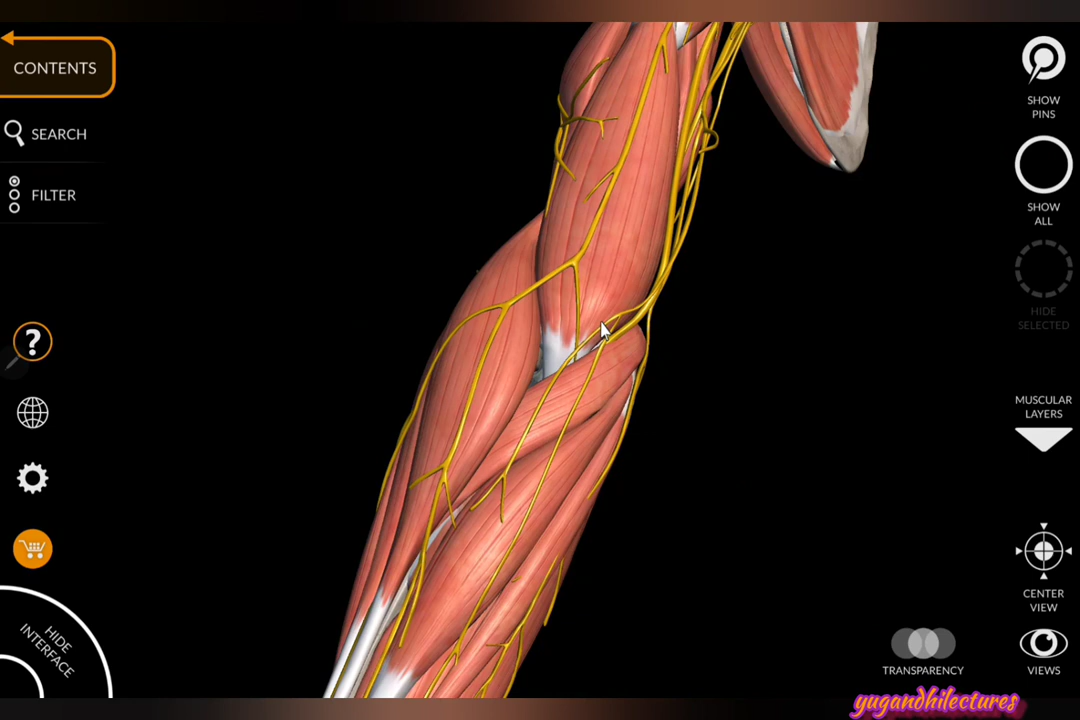 CONTENTS
SEARCH
FILTER
?
HIDE
INTERFACE
SHOW
PINS
SHOW
ALL
HIDE
SELECTED
MUSCULAR
LAYERS
CENTER
VIEW
TRANSPARENCY
VIEWS
yugandhilectures